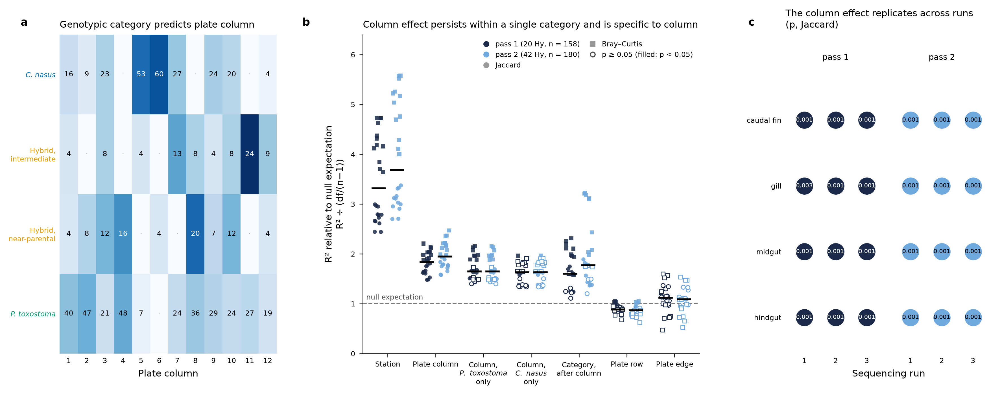 a
Genotypic category predicts plate column
C. nasus
16 9 23 · 53 60 27 · 24 20 · 4
Hybrid,
intermediate
4 · 8 · 4 · 13 8 4 8 24 9
Hybrid,
near-parental
4 8 12 16 · 4 · 20 7 12 · 4
P. toxostoma
40 47 21 48 7 · 24 36 29 24 27 19
1 2 3 4 5 6 7 8 9 10 11 12
Plate column
b
Column effect persists within a single category and is specific to column
pass 1 (20 Hy, n = 158)
pass 2 (42 Hy, n = 180)
Jaccard
Bray–Curtis
p ≥ 0.05 (filled: p < 0.05)
R² relative to null expectation
R² ÷ (df/(n−1))
6
5
4
3
2
1
0
null expectation
Station
Plate column
Column,
P. toxostoma
only
Column,
C. nasus
only
Category,
after column
Plate row
Plate edge
c
The column effect replicates across runs
(p, Jaccard)
pass 1 pass 2
caudal fin 0.001 0.001 0.001 0.001 0.001 0.001
gill 0.003 0.001 0.001 0.001 0.001 0.001
midgut 0.001 0.001 0.001 0.001 0.001 0.001
hindgut 0.001 0.001 0.001 0.001 0.001 0.001
1 2 3 1 2 3
Sequencing run